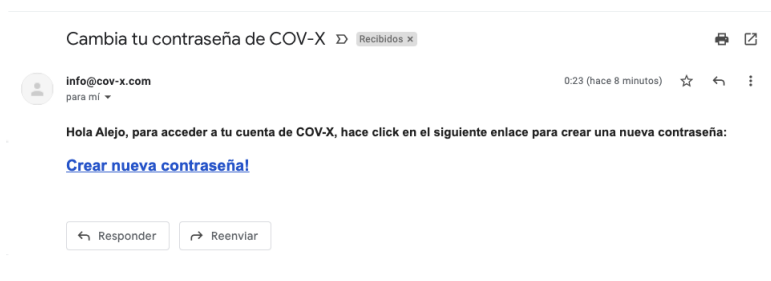 Cambia tu contraseña de COV-X Recibidos ×
info@cov-x.com 0:23 (hace 8 minutos)
para mí
Hola Alejo, para acceder a tu cuenta de COV-X, hace click en el siguiente enlace para crear una nueva contraseña:
Crear nueva contraseña!
Responder Reenviar